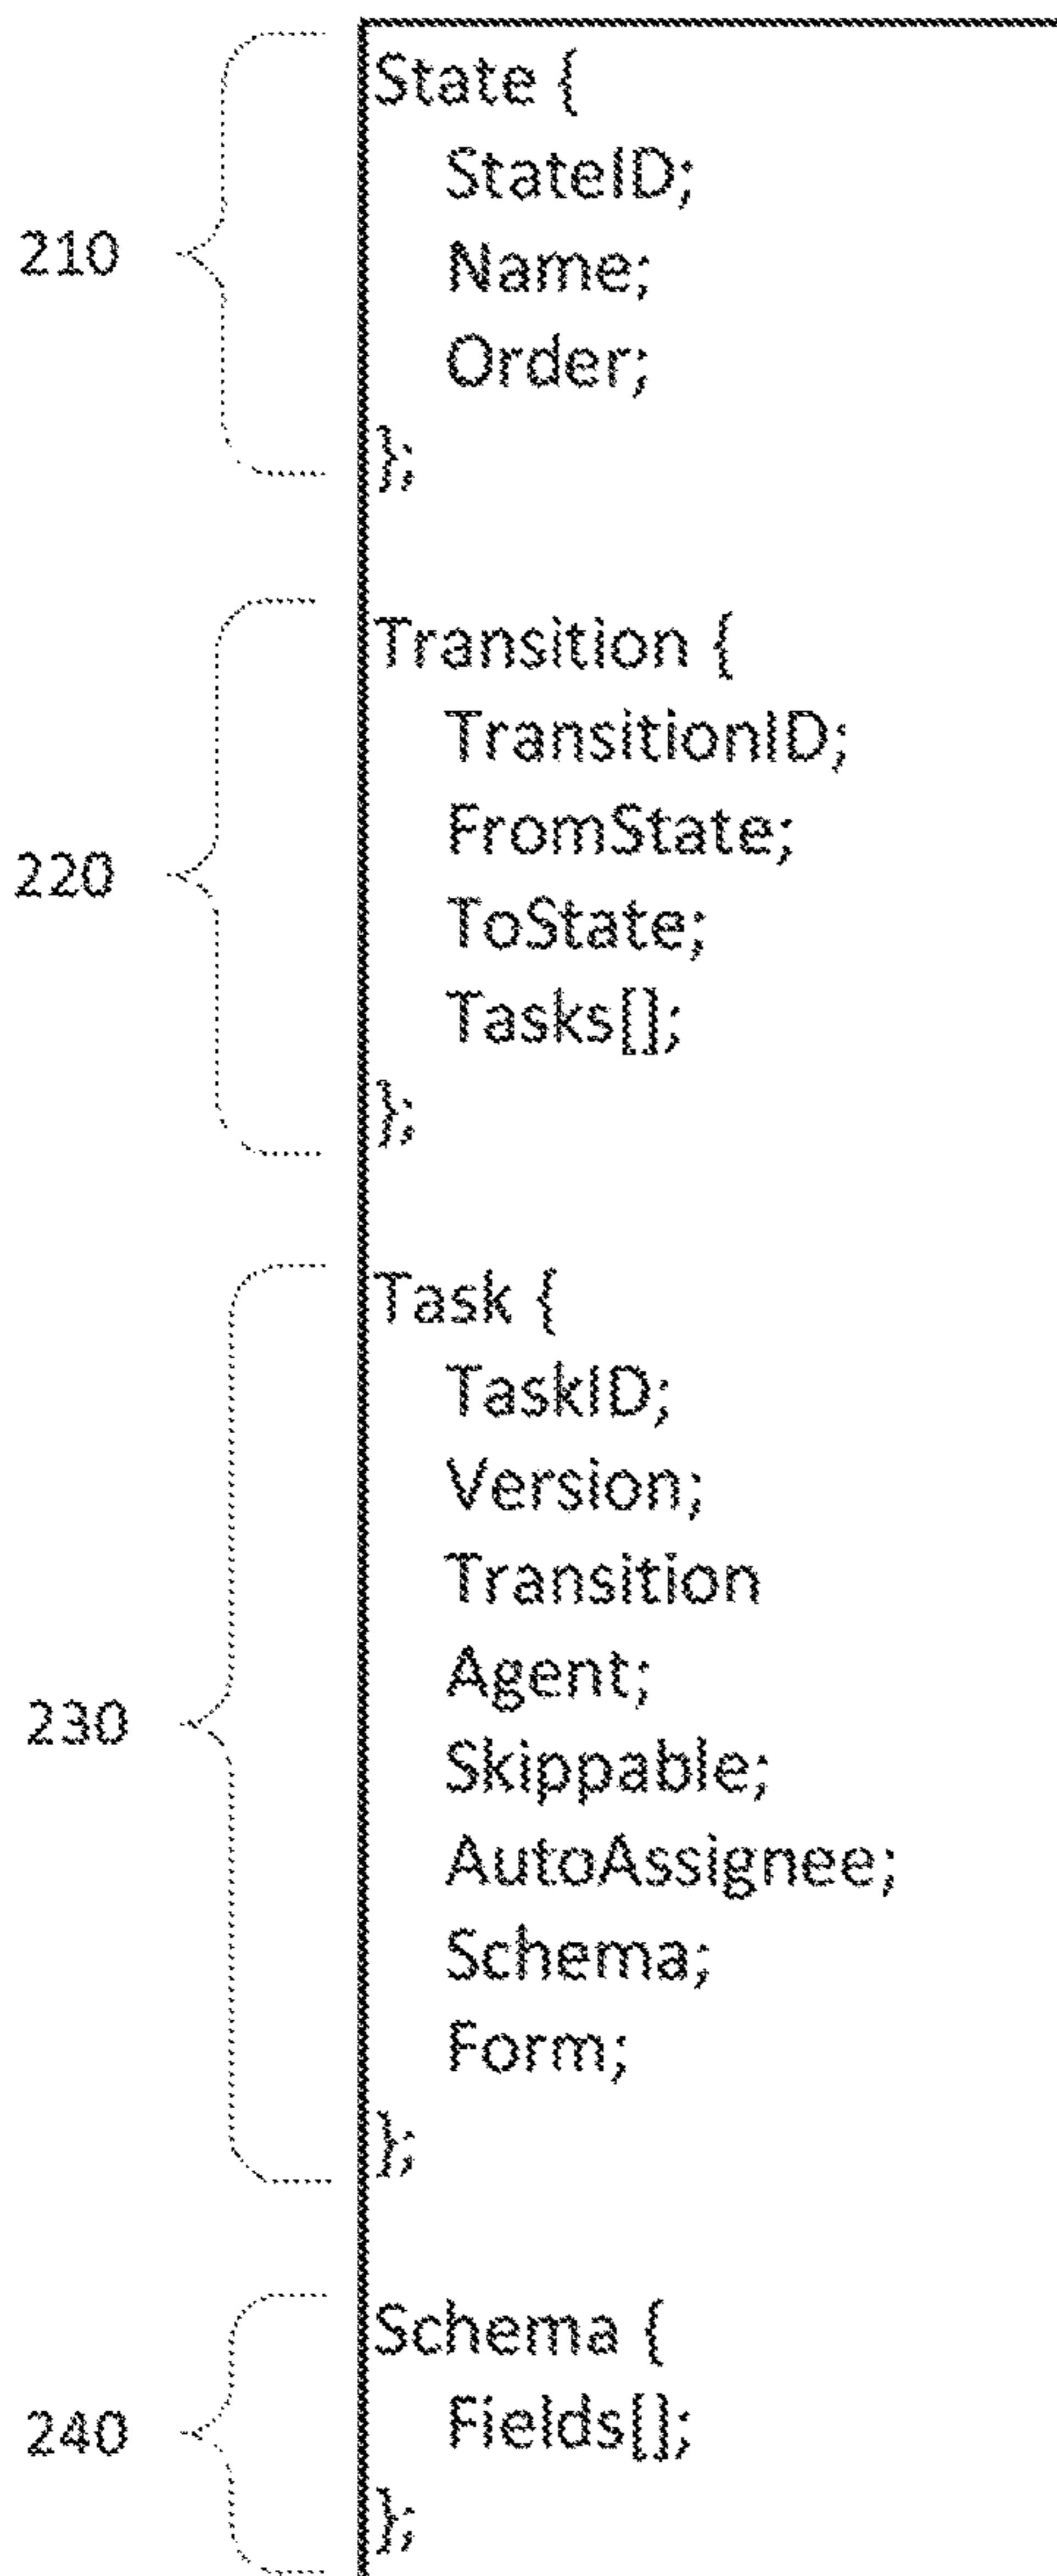 State {
StateID;
Name;
210
Order;
};
Transition {
TransitionID;
FromState;
220
ToState;
Tasks[];
};
Task {
TaskID;
Version;
Transition
Agent;
230
Skippable;
AutoAssignee;
Schema;
Form;
};
Schema {
240
Fields[];
};